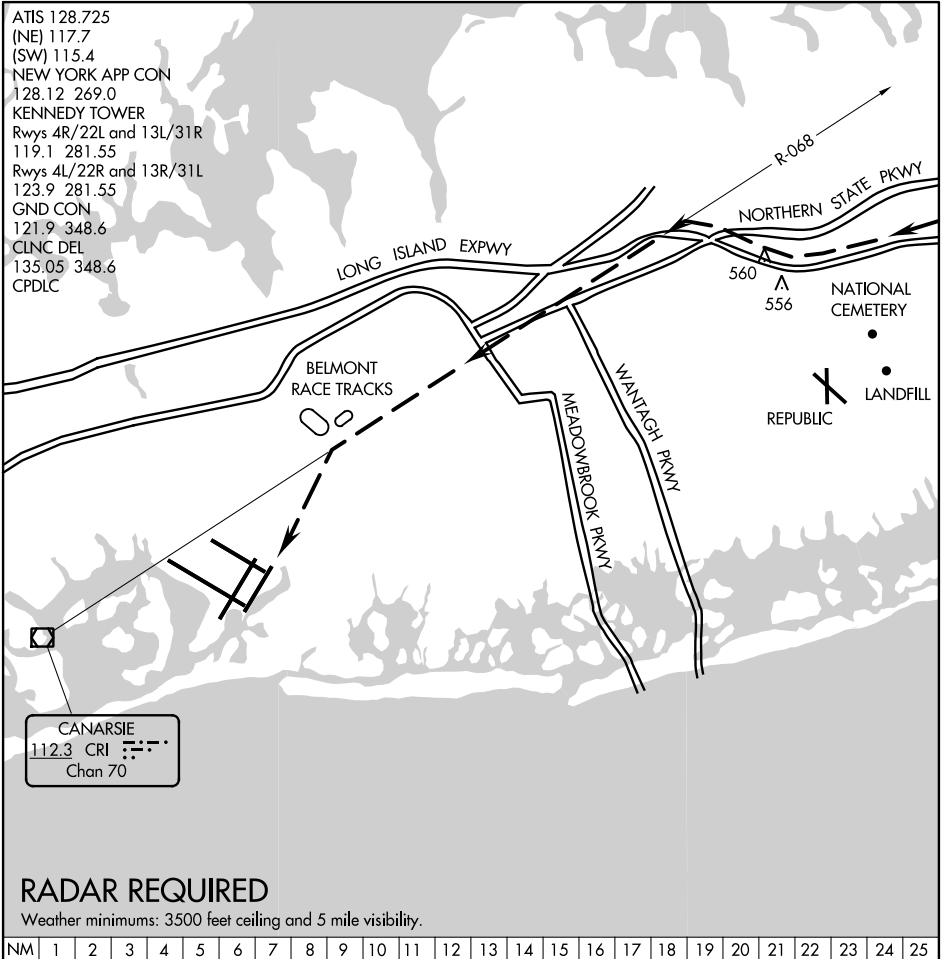 ATIS 128.725
(NE) 117.7
(SW) 115.4
NEW YORK APP CON
128.12 269.0
KENNEDY TOWER
Rwys 4R/22L and 13L/31R
119.1 281.55
Rwys 4L/22R and 13R/31L
123.9 281.55
GND CON
121.9 348.6
CLNC DEL
135.05 348.6
CPDLC
R-068
NORTHERN STATE PKWY
LONG ISLAND EXPWY
560
556
NATIONAL
CEMETERY
LANDFILL
REPUBLIC
BELMONT
RACE TRACKS
WANTAGH PKWY
MEADOWBROOK PKWY
CANARSIE
112.3 CRI
Chan 70
RADAR REQUIRED
Weather minimums: 3500 feet ceiling and 5 mile visibility.
NM 1 2 3 4 5 6 7 8 9 10 11 12 13 14 15 16 17 18 19 20 21 22 23 24 25